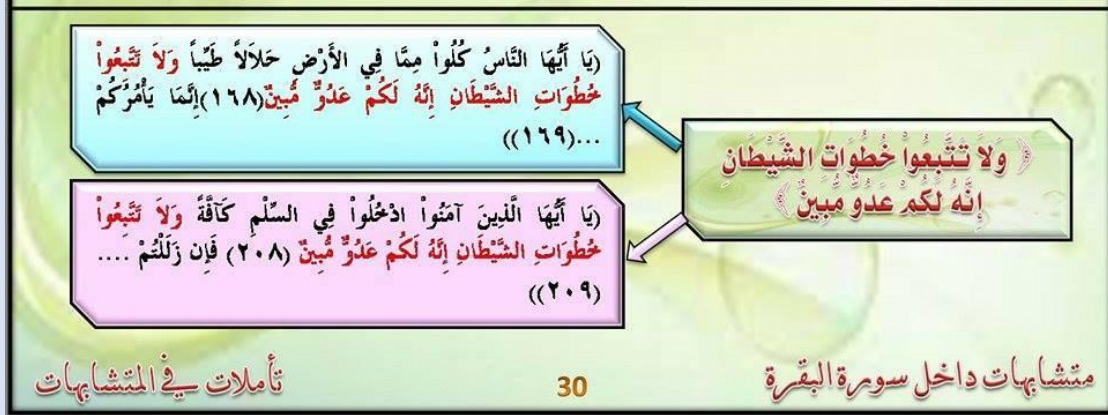 ﴿ وَلاَ تَتَّبِعُواْ خُطُوَاتِ الشَّيْطَانِ
إِنَّهُ لَكُمْ عَدُوٌّ مُّبِينٌ ﴾
(يَا أَيُّهَا النَّاسُ كُلُواْ مِمَّا فِي الأَرْضِ حَلاَلاً طَيِّباً وَلاَ تَتَّبِعُواْ
خُطُوَاتِ الشَّيْطَانِ إِنَّهُ لَكُمْ عَدُوٌّ مُّبِينٌ(١٦٨)إِنَّمَا يَأْمُرُكُمْ
...(١٦٩))
(يَا أَيُّهَا الَّذِينَ آمَنُواْ ادْخُلُواْ فِي السِّلْمِ كَآفَّةً وَلاَ تَتَّبِعُواْ
خُطُوَاتِ الشَّيْطَانِ إِنَّهُ لَكُمْ عَدُوٌّ مُّبِينٌ (٢٠٨) فَإِن زَلَلْتُمْ ....
(٢٠٩))
متشابهات داخل سورة البقرة
30
تأملات في المتشابهات